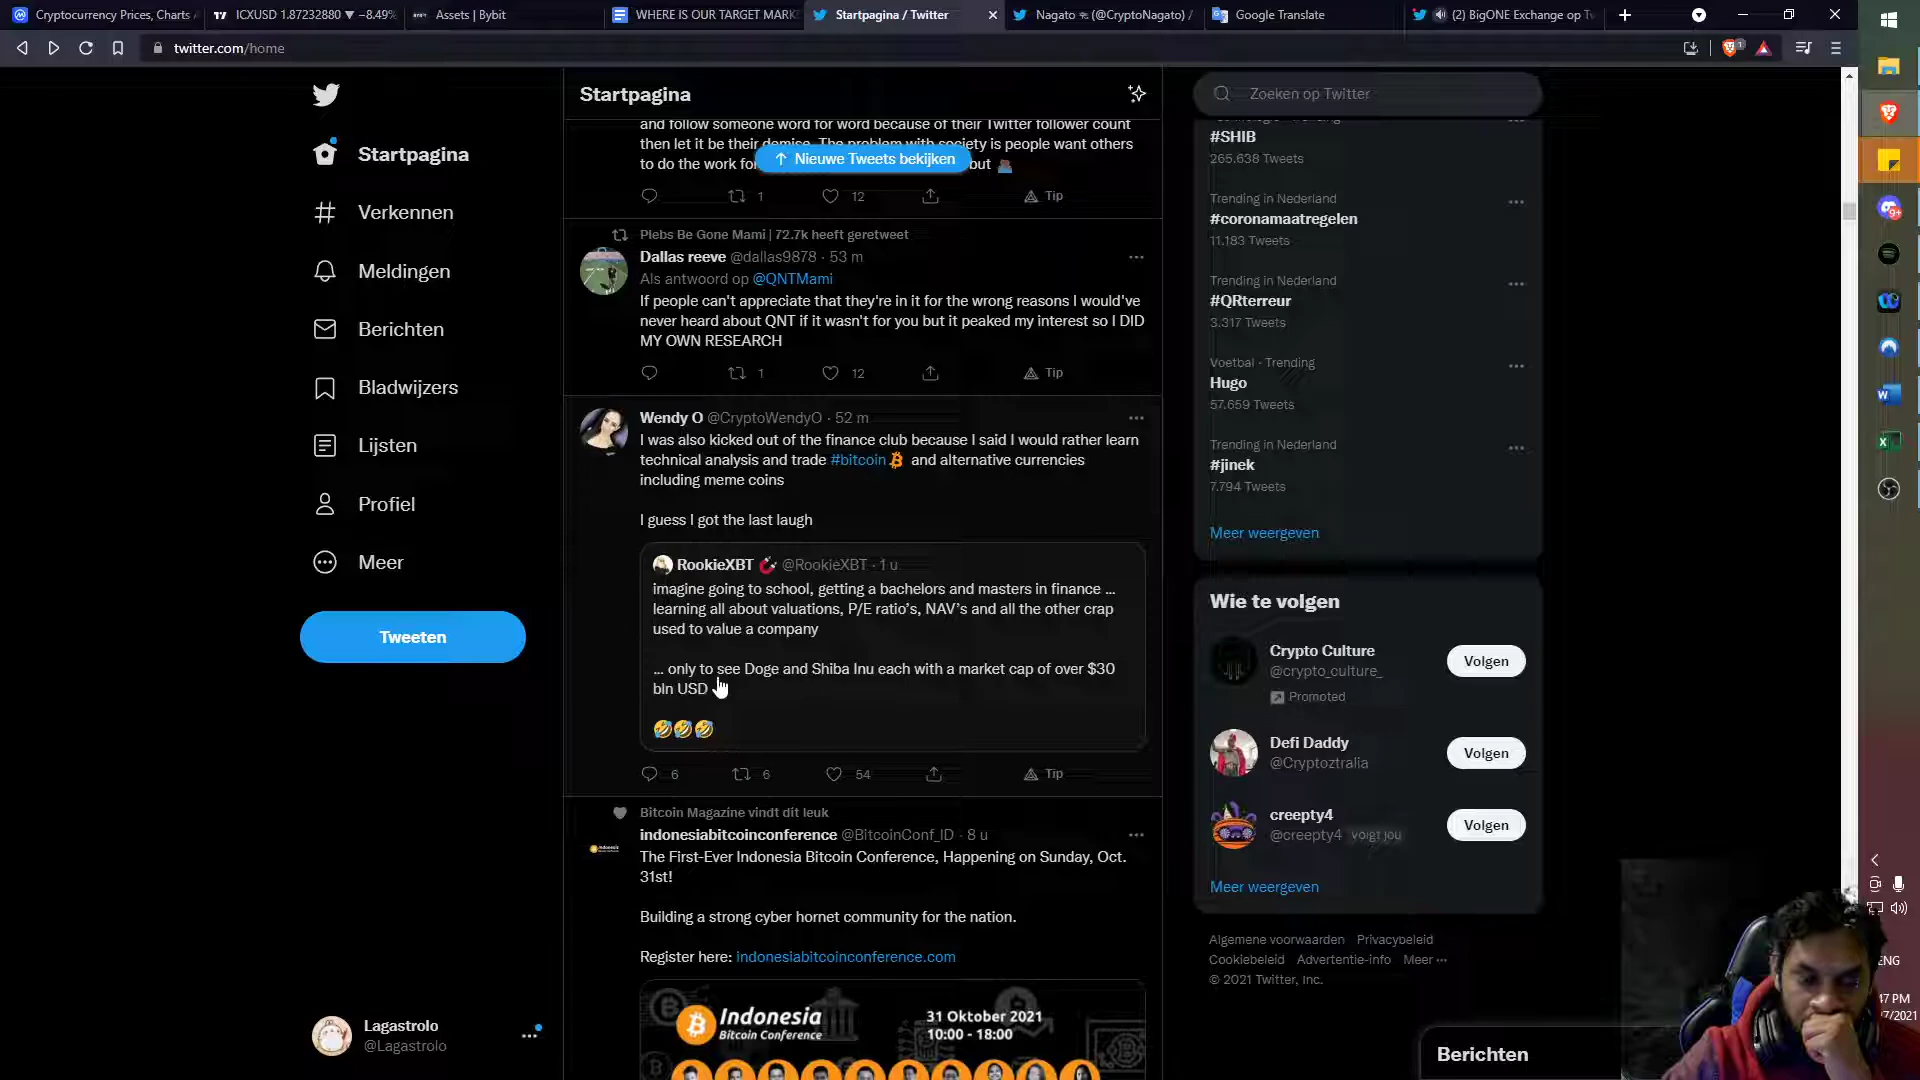 Cryptocurrency Prices, Charts
ICXUSD 1.87232880 ▼ −8.49%
Assets | Bybit
WHERE IS OUR TARGET MARK
Startpagina / Twitter
Nagato
(@CryptoNagato) /
Google Translate
(2) BigONE Exchange op Tw
twitter.com/home
Startpagina
Verkennen
Meldingen
Berichten
Bladwijzers
Lijsten
Profiel
Meer
Tweeten
Lagastrolo
@Lagastrolo
Startpagina
and follow someone word for word because of their Twitter follower count
then let it be their demise. The problem with society is people want others
to do the work for
but
Nieuwe Tweets bekijken
1
12
Tip
Plebs Be Gone Mami | 72.7k heeft geretweet
Dallas reeve @dallas9878 · 53 m
Als antwoord op @QNTMami
If people can't appreciate that they're in it for the wrong reasons I would've
never heard about QNT if it wasn't for you but it peaked my interest so I DID
MY OWN RESEARCH
1
12
Tip
Wendy O @CryptoWendyO · 52 m
I was also kicked out of the finance club because I said I would rather learn
technical analysis and trade #bitcoin and alternative currencies
including meme coins
I guess I got the last laugh
RookieXBT @RookieXBT · 1 u
imagine going to school, getting a bachelors and masters in finance ...
learning all about valuations, P/E ratio's, NAV's and all the other crap
used to value a company
... only to see Doge and Shiba Inu each with a market cap of over $30
bln USD
🤣🤣🤣
6
6
54
Tip
Bitcoin Magazine vindt dit leuk
indonesiabitcoinconference @BitcoinConf_ID · 8 u
The First-Ever Indonesia Bitcoin Conference, Happening on Sunday, Oct.
31st!
Building a strong cyber hornet community for the nation.
Register here: indonesiabitcoinconference.com
Indonesia
Bitcoin Conference
31 Oktober 2021
10:00 - 18:00
Zoeken op Twitter
#SHIB
265.638 Tweets
Trending in Nederland
#coronamaatregelen
11.183 Tweets
Trending in Nederland
#QRterreur
3.317 Tweets
Voetbal · Trending
Hugo
57.659 Tweets
Trending in Nederland
#jinek
7.794 Tweets
Meer weergeven
Wie te volgen
Crypto Culture
@crypto_culture_
Promoted
Volgen
Defi Daddy
@Cryptoztralia
Volgen
creepty4
@creepty4 Volgt jou
Volgen
Meer weergeven
Algemene voorwaarden Privacybeleid
Cookiebeleid Advertentie-info Meer ···
© 2021 Twitter, Inc.
Berichten
9+
ENG
47 PM
/7/2021